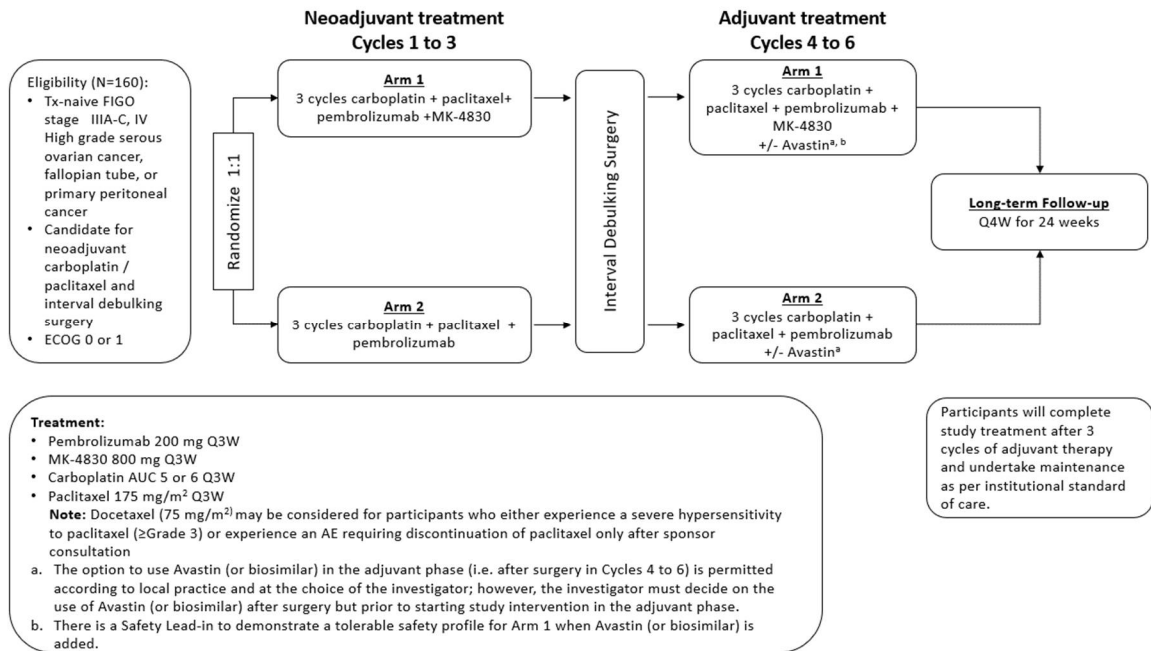 Neoadjuvant treatment
Cycles 1 to 3
Adjuvant treatment
Cycles 4 to 6
Eligibility (N=160):
• Tx-naive FIGO
stage IIIA-C, IV
High grade serous
ovarian cancer,
fallopian tube, or
primary peritoneal
cancer
• Candidate for
neoadjuvant
carboplatin /
paclitaxel and
interval debulking
surgery
• ECOG 0 or 1
Randomize 1:1
Arm 1
3 cycles carboplatin + paclitaxel+
pembrolizumab +MK-4830
Arm 2
3 cycles carboplatin + paclitaxel +
pembrolizumab
Interval Debulking Surgery
Arm 1
3 cycles carboplatin +
paclitaxel + pembrolizumab +
MK-4830
+/- Avastin^a, b
Arm 2
3 cycles carboplatin +
paclitaxel + pembrolizumab
+/- Avastin^a
Long-term Follow-up
Q4W for 24 weeks
Treatment:
• Pembrolizumab 200 mg Q3W
• MK-4830 800 mg Q3W
• Carboplatin AUC 5 or 6 Q3W
• Paclitaxel 175 mg/m² Q3W
Note: Docetaxel (75 mg/m²⁾ may be considered for participants who either experience a severe hypersensitivity
to paclitaxel (≥Grade 3) or experience an AE requiring discontinuation of paclitaxel only after sponsor
consultation
a. The option to use Avastin (or biosimilar) in the adjuvant phase (i.e. after surgery in Cycles 4 to 6) is permitted
according to local practice and at the choice of the investigator; however, the investigator must decide on the
use of Avastin (or biosimilar) after surgery but prior to starting study intervention in the adjuvant phase.
b. There is a Safety Lead-in to demonstrate a tolerable safety profile for Arm 1 when Avastin (or biosimilar) is
added.
Participants will complete
study treatment after 3
cycles of adjuvant therapy
and undertake maintenance
as per institutional standard
of care.